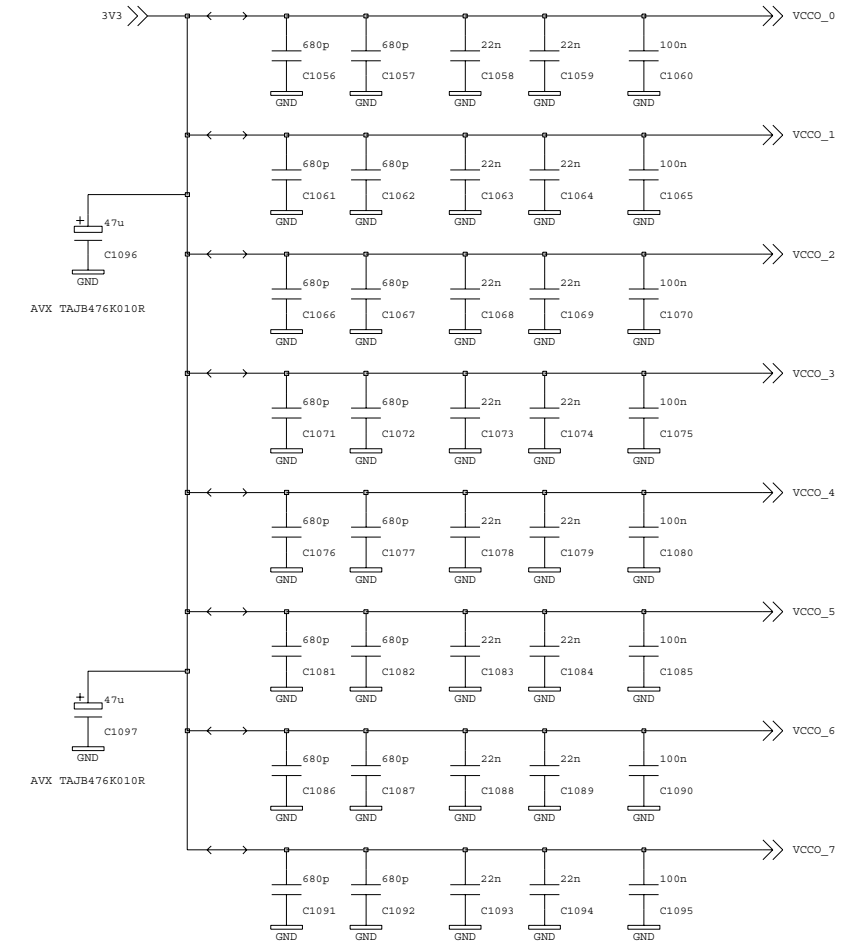 3V3 VCCO_0
680p 680p 22n 22n 100n
C1056 C1057 C1058 C1059 C1060
GND GND GND GND GND
VCCO_1
680p 680p 22n 22n 100n
C1061 C1062 C1063 C1064 C1065
GND GND GND GND GND
+ 47u
C1096
GND
AVX TAJB476K010R
VCCO_2
680p 680p 22n 22n 100n
C1066 C1067 C1068 C1069 C1070
GND GND GND GND GND
VCCO_3
680p 680p 22n 22n 100n
C1071 C1072 C1073 C1074 C1075
GND GND GND GND GND
VCCO_4
680p 680p 22n 22n 100n
C1076 C1077 C1078 C1079 C1080
GND GND GND GND GND
VCCO_5
680p 680p 22n 22n 100n
C1081 C1082 C1083 C1084 C1085
GND GND GND GND GND
+ 47u
C1097
GND
AVX TAJB476K010R
VCCO_6
680p 680p 22n 22n 100n
C1086 C1087 C1088 C1089 C1090
GND GND GND GND GND
VCCO_7
680p 680p 22n 22n 100n
C1091 C1092 C1093 C1094 C1095
GND GND GND GND GND